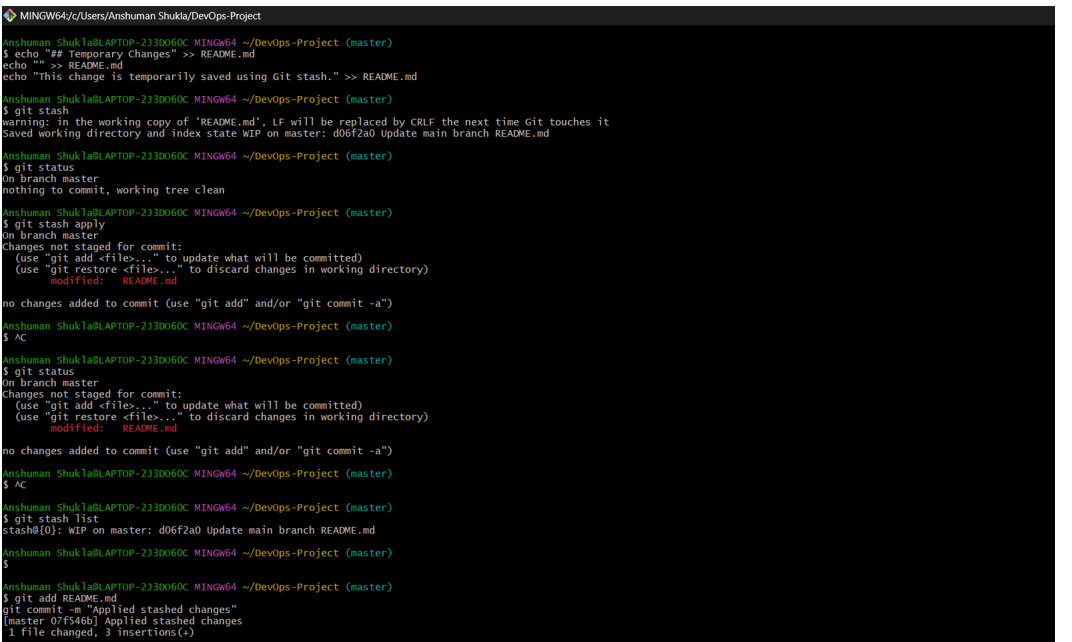 MINGW64:/c/Users/Anshuman Shukla/DevOps-Project
Anshuman Shukla@LAPTOP-2J3DO60C MINGW64 ~/DevOps-Project (master)
$ echo "## Temporary Changes" >> README.md
echo "" >> README.md
echo "This change is temporarily saved using Git stash." >> README.md
Anshuman Shukla@LAPTOP-2J3DO60C MINGW64 ~/DevOps-Project (master)
$ git stash
warning: in the working copy of 'README.md', LF will be replaced by CRLF the next time Git touches it
Saved working directory and index state WIP on master: d06f2a0 Update main branch README.md
Anshuman Shukla@LAPTOP-2J3DO60C MINGW64 ~/DevOps-Project (master)
$ git status
On branch master
nothing to commit, working tree clean
Anshuman Shukla@LAPTOP-2J3DO60C MINGW64 ~/DevOps-Project (master)
$ git stash apply
On branch master
Changes not staged for commit:
  (use "git add <file>..." to update what will be committed)
  (use "git restore <file>..." to discard changes in working directory)
        modified:   README.md
no changes added to commit (use "git add" and/or "git commit -a")
Anshuman Shukla@LAPTOP-2J3DO60C MINGW64 ~/DevOps-Project (master)
$ ^C
Anshuman Shukla@LAPTOP-2J3DO60C MINGW64 ~/DevOps-Project (master)
$ git status
On branch master
Changes not staged for commit:
  (use "git add <file>..." to update what will be committed)
  (use "git restore <file>..." to discard changes in working directory)
        modified:   README.md
no changes added to commit (use "git add" and/or "git commit -a")
Anshuman Shukla@LAPTOP-2J3DO60C MINGW64 ~/DevOps-Project (master)
$ ^C
Anshuman Shukla@LAPTOP-2J3DO60C MINGW64 ~/DevOps-Project (master)
$ git stash list
stash@{0}: WIP on master: d06f2a0 Update main branch README.md
Anshuman Shukla@LAPTOP-2J3DO60C MINGW64 ~/DevOps-Project (master)
$
Anshuman Shukla@LAPTOP-2J3DO60C MINGW64 ~/DevOps-Project (master)
$ git add README.md
git commit -m "Applied stashed changes"
[master 07f546b] Applied stashed changes
 1 file changed, 3 insertions(+)